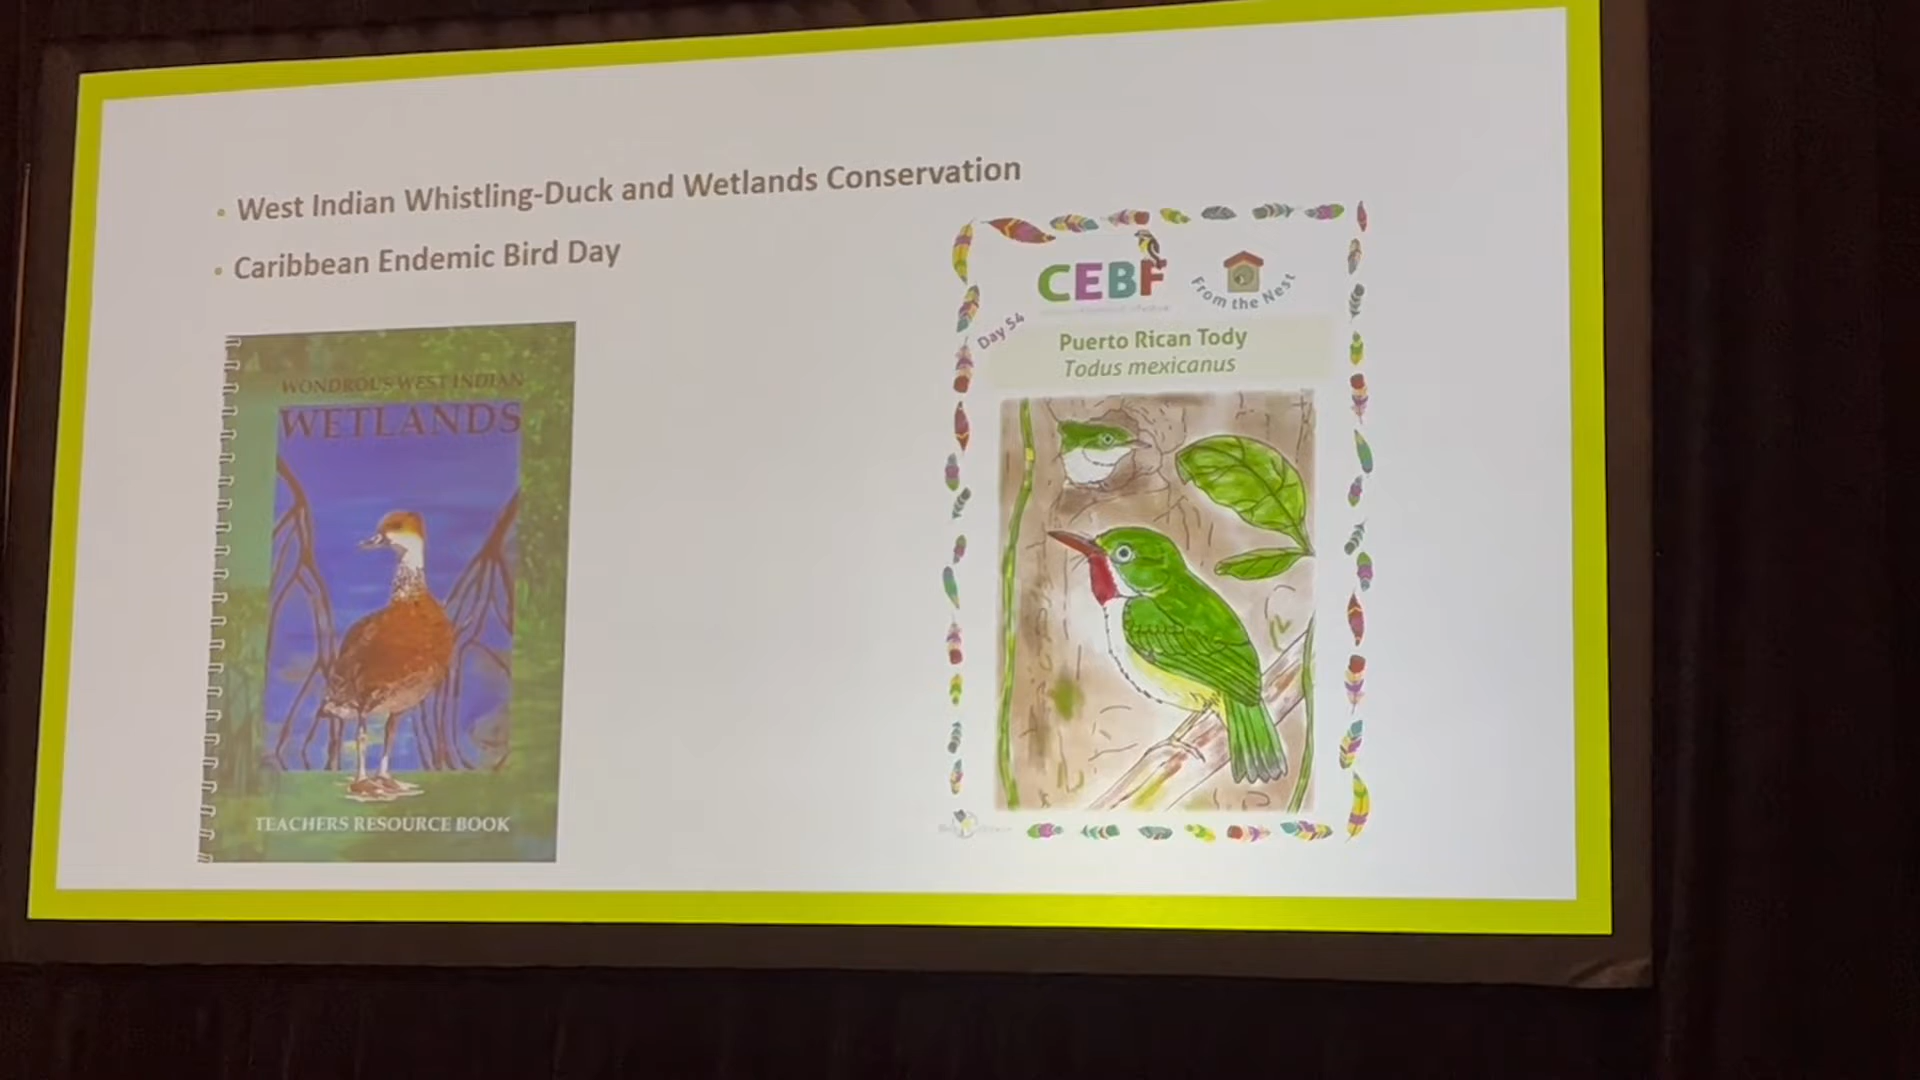 West Indian Whistling-Duck and Wetlands Conservation
Caribbean Endemic Bird Day
WONDROUS WEST INDIAN
WETLANDS
TEACHERS RESOURCE BOOK
CEBF
From the Nest
Day 54
Puerto Rican Tody
Todus mexicanus